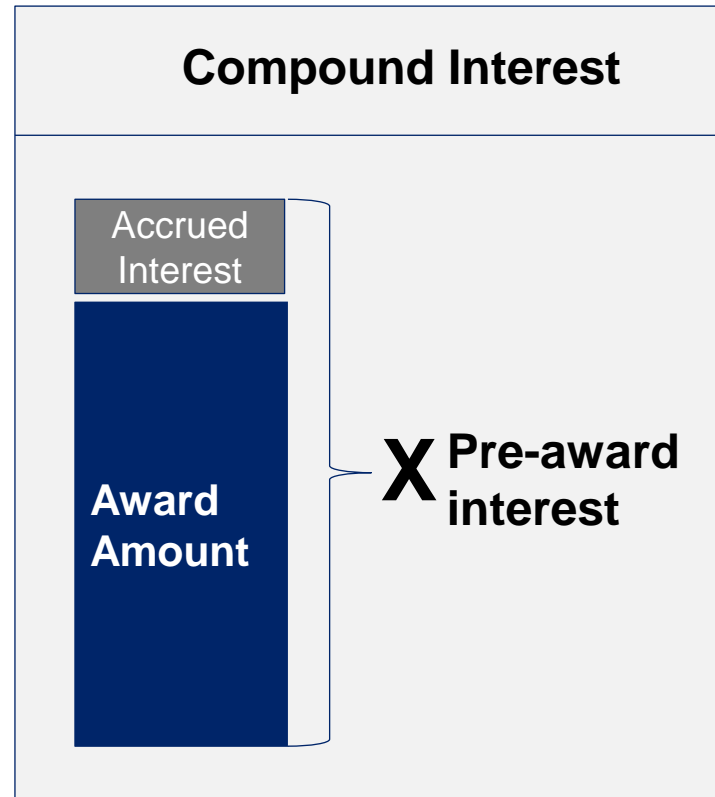 Compound Interest
Accrued
Interest
Award
Amount
X
Pre-award
interest